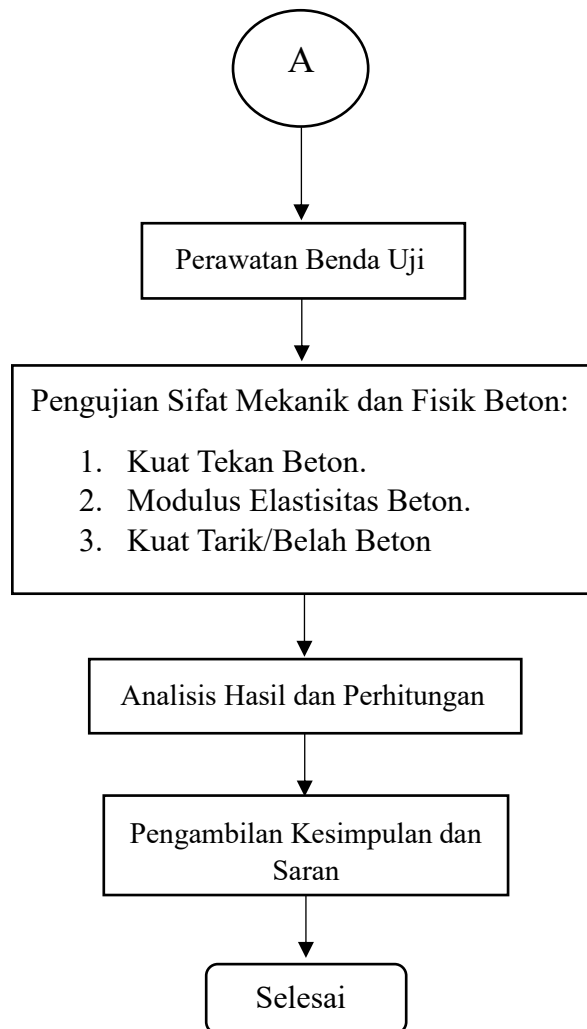 A
Perawatan Benda Uji
Pengujian Sifat Mekanik dan Fisik Beton:
1. Kuat Tekan Beton.
2. Modulus Elastisitas Beton.
3. Kuat Tarik/Belah Beton
Analisis Hasil dan Perhitungan
Pengambilan Kesimpulan dan
Saran
Selesai